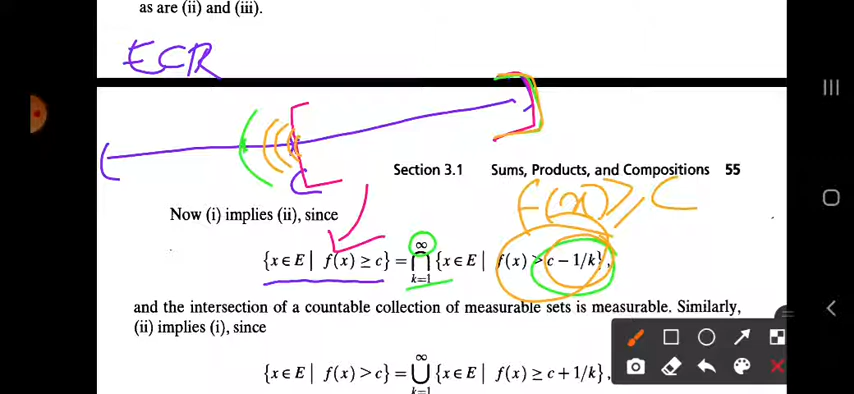 as are (ii) and (iii).
ECR
C
Section 3.1 Sums, Products, and Compositions 55
f(x) ≥ C
Now (i) implies (ii), since
{x ∈ E | f(x) ≥ c} = ⋂_{k=1}^{∞} {x ∈ E | f(x) > c − 1/k},
and the intersection of a countable collection of measurable sets is measurable. Similarly,
(ii) implies (i), since
{x ∈ E | f(x) > c} = ⋃_{k=1}^{∞} {x ∈ E | f(x) ≥ c + 1/k},